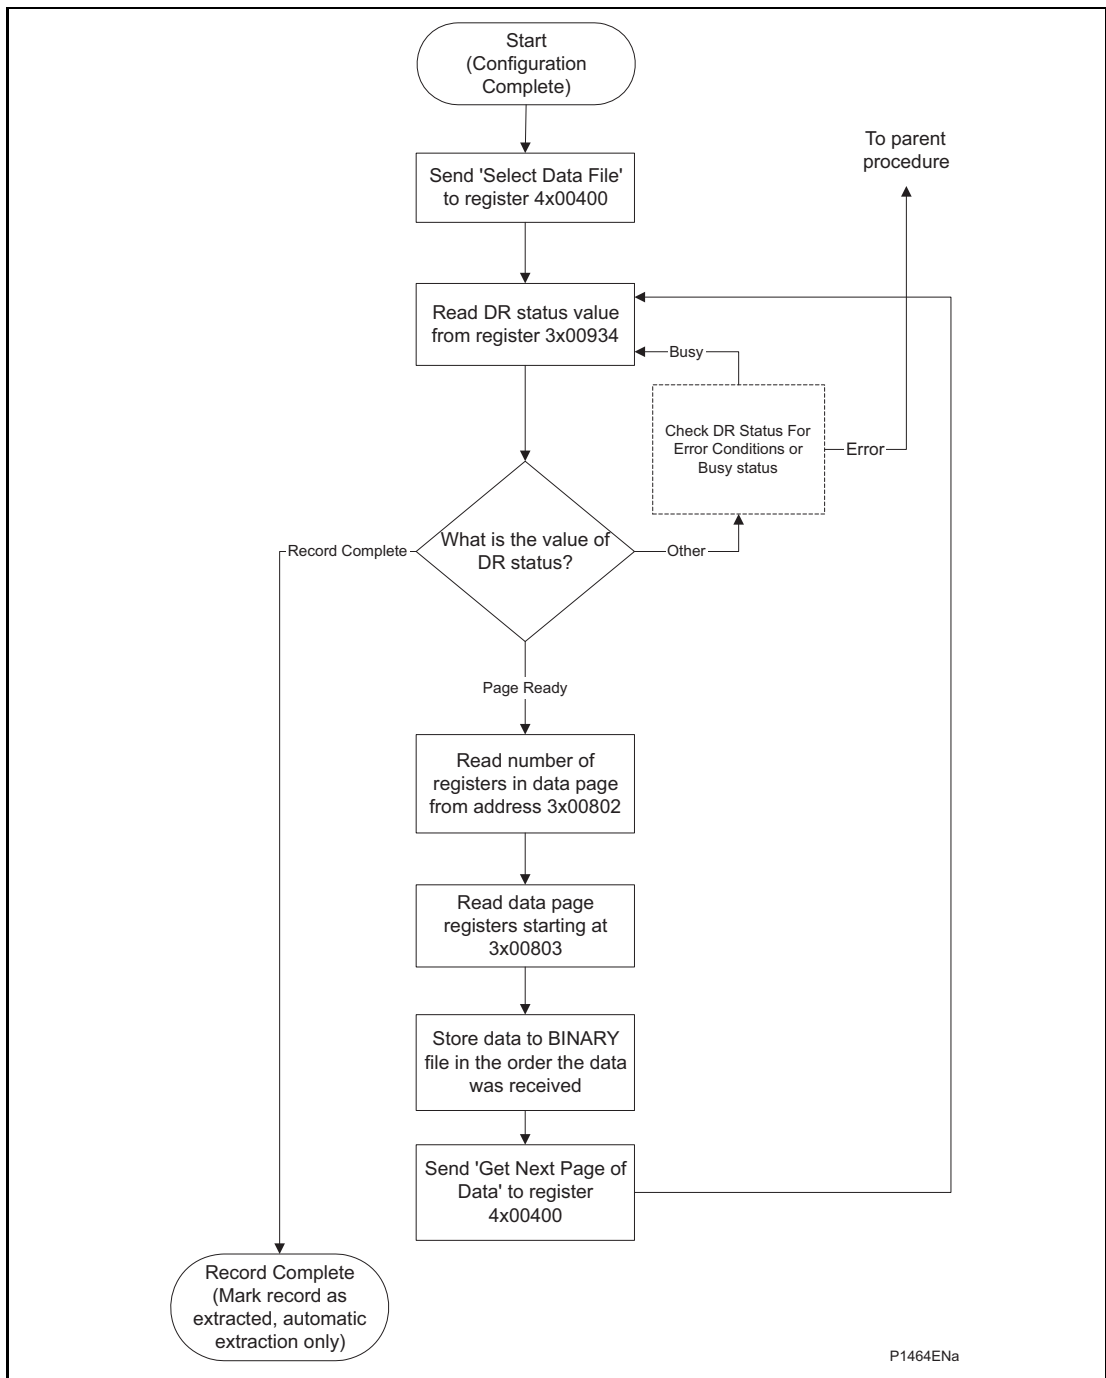 Start
(Configuration
Complete)
To parent
procedure
Send 'Select Data File'
to register 4x00400
Read DR status value
from register 3x00934
Busy
Check DR Status For
Error Conditions or
Busy status
Error
What is the value of
DR status?
Record Complete
Other
Page Ready
Read number of
registers in data page
from address 3x00802
Read data page
registers starting at
3x00803
Store data to BINARY
file in the order the data
was received
Send 'Get Next Page of
Data' to register
4x00400
Record Complete
(Mark record as
extracted, automatic
extraction only)
P1464ENa